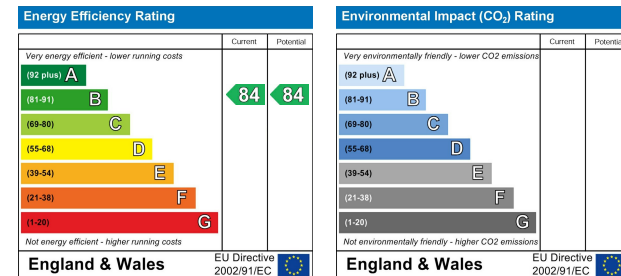 Energy Efficiency Rating
Current Potential
Very energy efficient - lower running costs
(92 plus) A
(81-91) B 84 84
(69-80) C
(55-68) D
(39-54) E
(21-38) F
(1-20) G
Not energy efficient - higher running costs
England & Wales
EU Directive
2002/91/EC
Environmental Impact (CO₂) Rating
Current Potentia
Very environmentally friendly - lower CO2 emissions
(92 plus) A
(81-91) B
(69-80) C
(55-68) D
(39-54) E
(21-38) F
(1-20) G
Not environmentally friendly - higher CO2 emissions
England & Wales
EU Directive
2002/91/EC